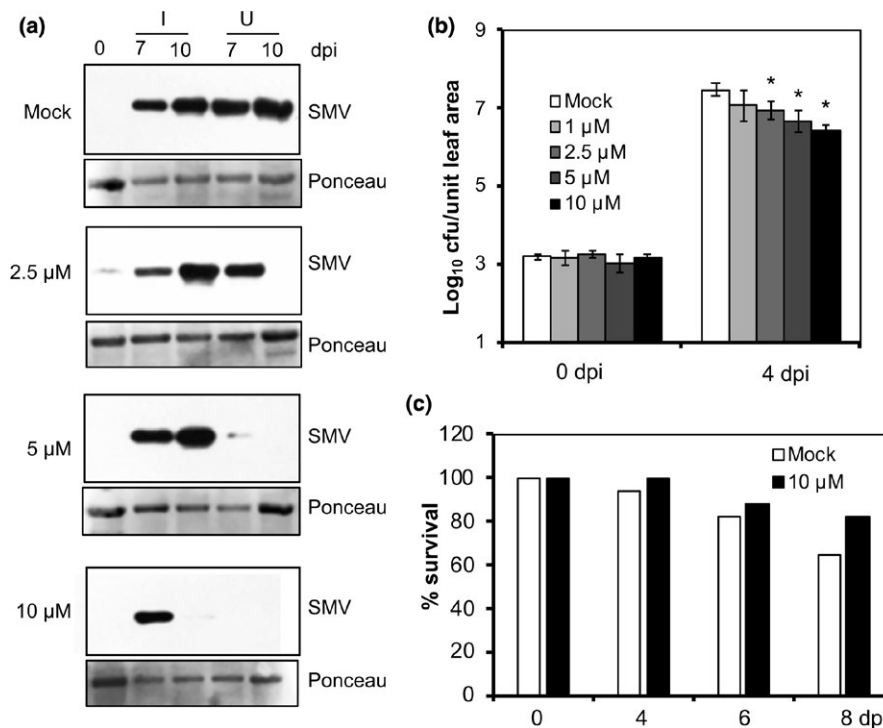 (a)
I U
0 7 10 7 10 dpi
Mock SMV
Ponceau
2.5 µM SMV
Ponceau
5 µM SMV
Ponceau
10 µM SMV
Ponceau
(b)
Log10 cfu/unit leaf area
9
7
5
3
1
Mock
1 µM
2.5 µM
5 µM
10 µM
* * *
0 dpi 4 dpi
(c)
% survival
120
100
80
60
40
20
0
Mock
10 µM
0 4 6 8 dpi